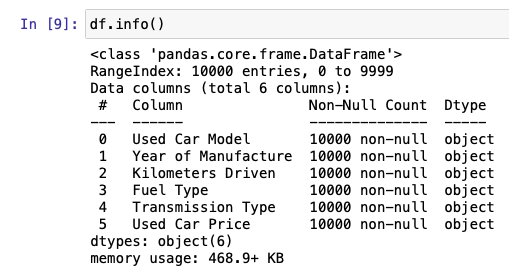 In [9]: df.info()
<class 'pandas.core.frame.DataFrame'>
RangeIndex: 10000 entries, 0 to 9999
Data columns (total 6 columns):
 #   Column               Non-Null Count  Dtype
---  ------               --------------  -----
 0   Used Car Model       10000 non-null  object
 1   Year of Manufacture  10000 non-null  object
 2   Kilometers Driven    10000 non-null  object
 3   Fuel Type            10000 non-null  object
 4   Transmission Type    10000 non-null  object
 5   Used Car Price       10000 non-null  object
dtypes: object(6)
memory usage: 468.9+ KB